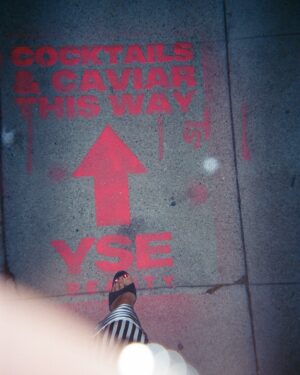 COCKTAILS
& CAVIAR
THIS WAY
YSE